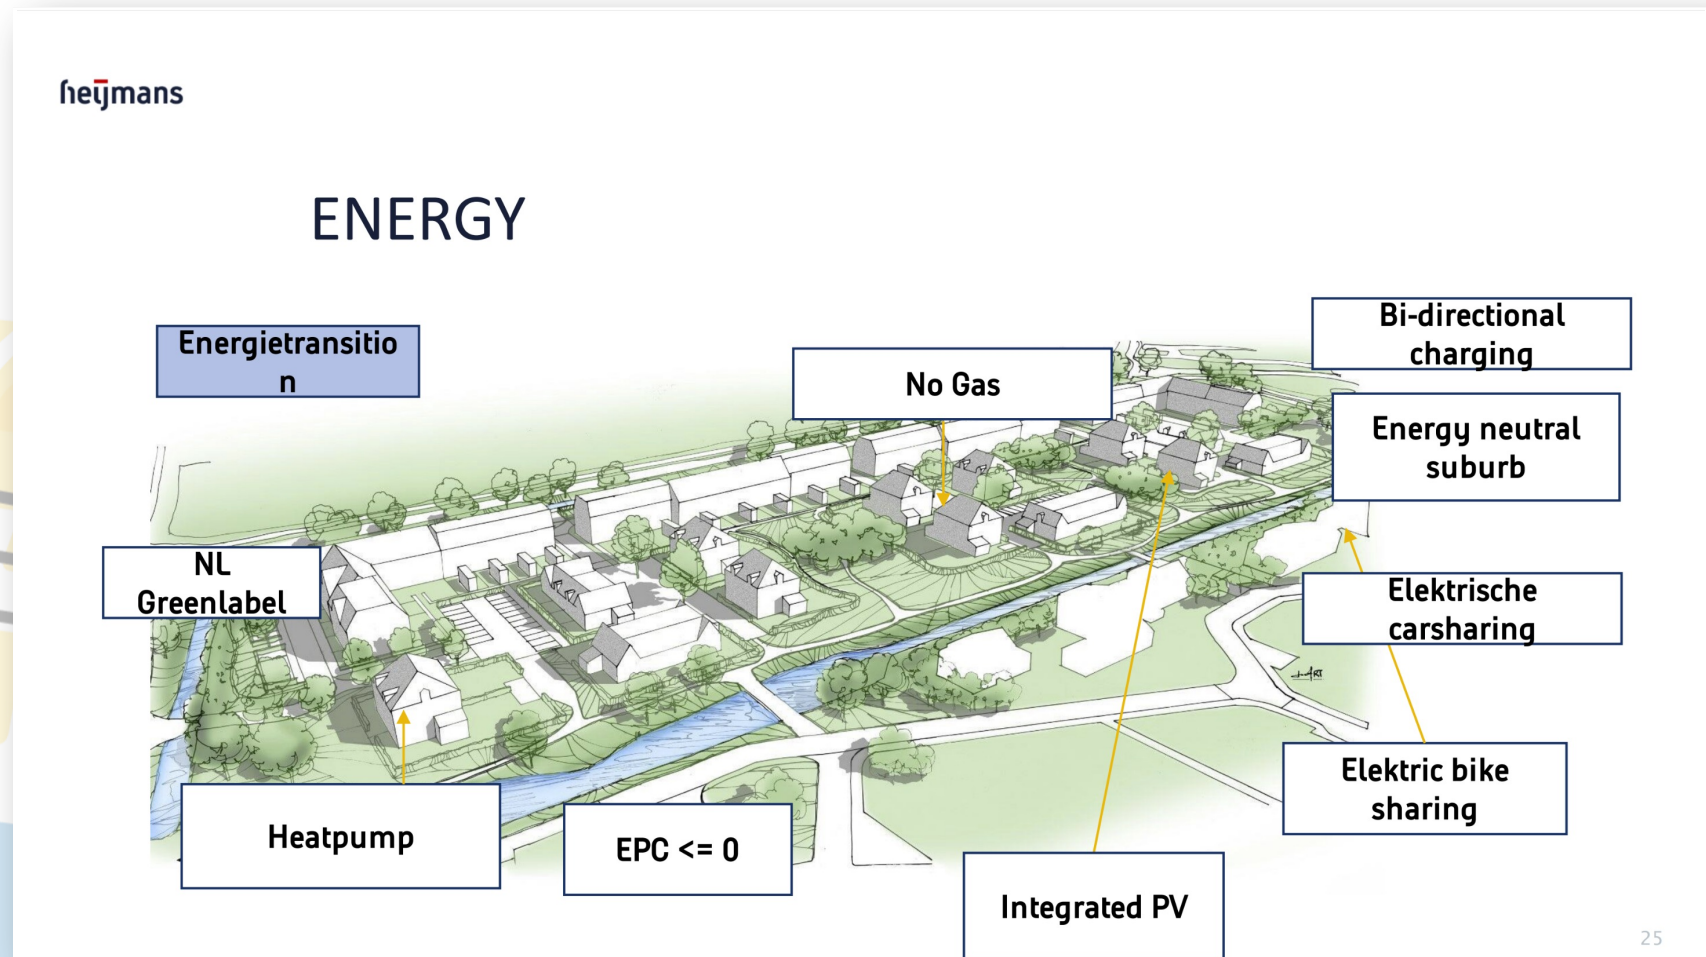 heijmans
ENERGY
Energietransitio
n
No Gas
Bi-directional
charging
Energy neutral
suburb
NL
Greenlabel
Elektrische
carsharing
Elektric bike
sharing
Heatpump
EPC <= 0
Integrated PV
25